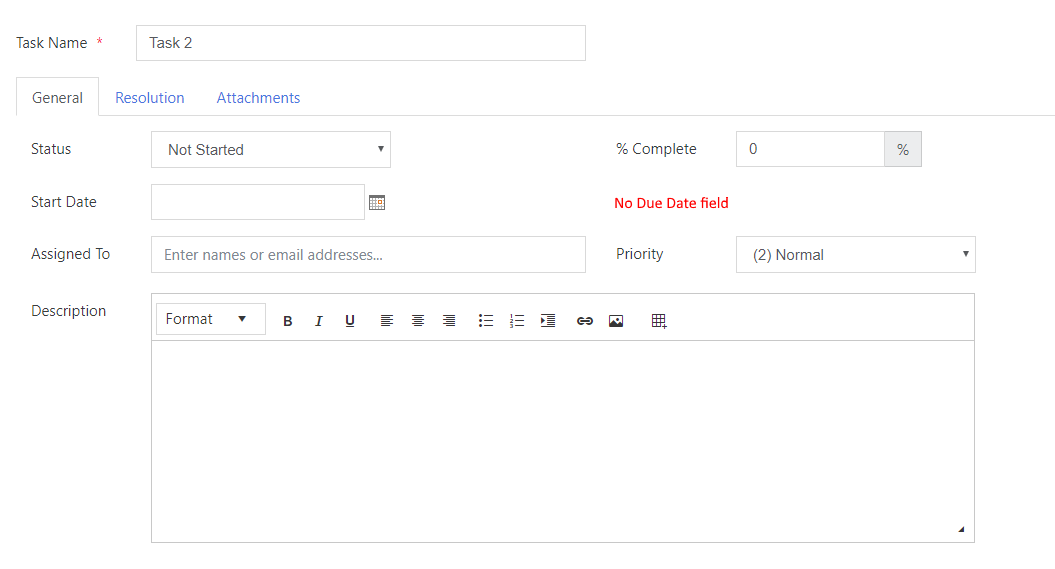 Task Name *
Task 2
General Resolution Attachments
Status
Not Started
% Complete
0
%
Start Date
No Due Date field
Assigned To
Enter names or email addresses...
Priority
(2) Normal
Description
Format
B I U